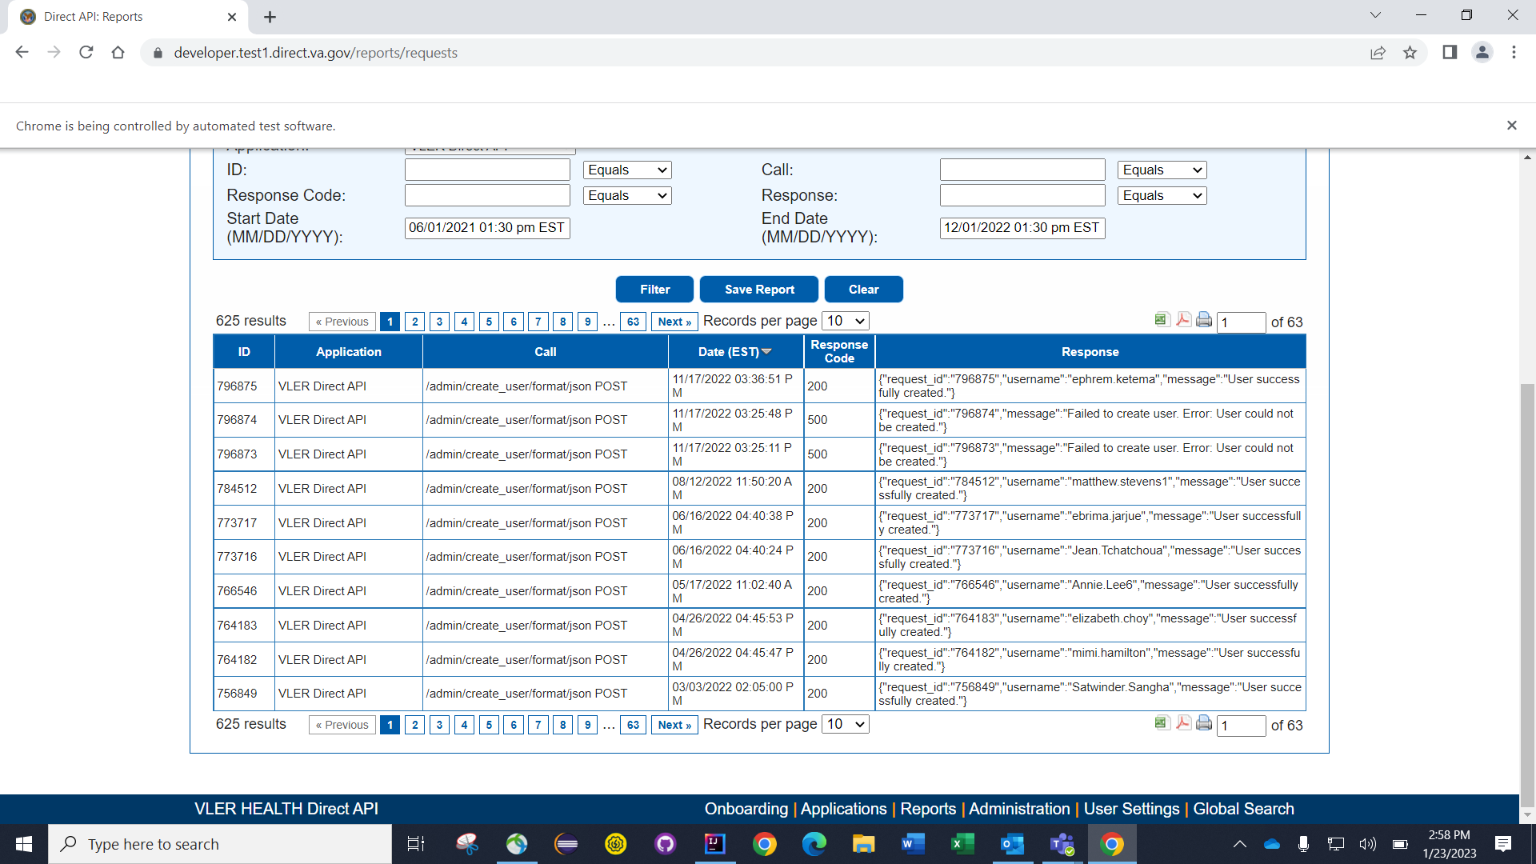 Direct API: Reports
developer.test1.direct.va.gov/reports/requests
Chrome is being controlled by automated test software.
ID: Equals Call: Equals
Response Code: Equals Response: Equals
Start Date (MM/DD/YYYY): 06/01/2021 01:30 pm EST End Date (MM/DD/YYYY): 12/01/2022 01:30 pm EST
Filter Save Report Clear
625 results « Previous 1 2 3 4 5 6 7 8 9 ... 63 Next » Records per page 10 1 of 63
ID Application Call Date (EST) Response Code Response
796875 VLER Direct API /admin/create_user/format/json POST 11/17/2022 03:36:51 PM 200 {"request_id":"796875","username":"ephrem.ketema","message":"User successfully created."}
796874 VLER Direct API /admin/create_user/format/json POST 11/17/2022 03:25:48 PM 500 {"request_id":"796874","message":"Failed to create user. Error: User could not be created."}
796873 VLER Direct API /admin/create_user/format/json POST 11/17/2022 03:25:11 PM 500 {"request_id":"796873","message":"Failed to create user. Error: User could not be created."}
784512 VLER Direct API /admin/create_user/format/json POST 08/12/2022 11:50:20 AM 200 {"request_id":"784512","username":"matthew.stevens1","message":"User successfully created."}
773717 VLER Direct API /admin/create_user/format/json POST 06/16/2022 04:40:38 PM 200 {"request_id":"773717","username":"ebrima.jarjue","message":"User successfully created."}
773716 VLER Direct API /admin/create_user/format/json POST 06/16/2022 04:40:24 PM 200 {"request_id":"773716","username":"Jean.Tchatchoua","message":"User successfully created."}
766546 VLER Direct API /admin/create_user/format/json POST 05/17/2022 11:02:40 AM 200 {"request_id":"766546","username":"Annie.Lee6","message":"User successfully created."}
764183 VLER Direct API /admin/create_user/format/json POST 04/26/2022 04:45:53 PM 200 {"request_id":"764183","username":"elizabeth.choy","message":"User successfully created."}
764182 VLER Direct API /admin/create_user/format/json POST 04/26/2022 04:45:47 PM 200 {"request_id":"764182","username":"mimi.hamilton","message":"User successfully created."}
756849 VLER Direct API /admin/create_user/format/json POST 03/03/2022 02:05:00 PM 200 {"request_id":"756849","username":"Satwinder.Sangha","message":"User successfully created."}
625 results « Previous 1 2 3 4 5 6 7 8 9 ... 63 Next » Records per page 10 1 of 63
VLER HEALTH Direct API Onboarding | Applications | Reports | Administration | User Settings | Global Search
Type here to search 2:58 PM
1/23/2023